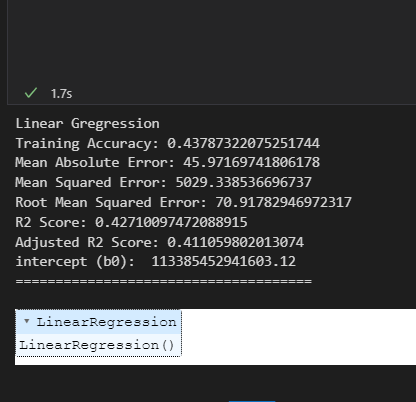 1.7s
Linear Gregression
Training Accuracy: 0.43787322075251744
Mean Absolute Error: 45.97169741806178
Mean Squared Error: 5029.338536696737
Root Mean Squared Error: 70.91782946972317
R2 Score: 0.42710097472088915
Adjusted R2 Score: 0.411059802013074
intercept (b0):  113385452941603.12
=====================================
▾ LinearRegression
LinearRegression()